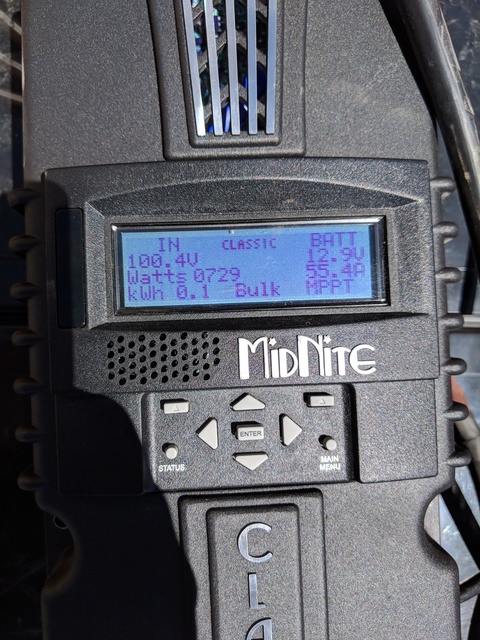 IN CLASSIC BATT
100.4V 12.9V
Watts 0729 55.4A
kWh 0.1 Bulk MPPT
MIDNITE
ENTER
STATUS
MAIN
MENU
CLA